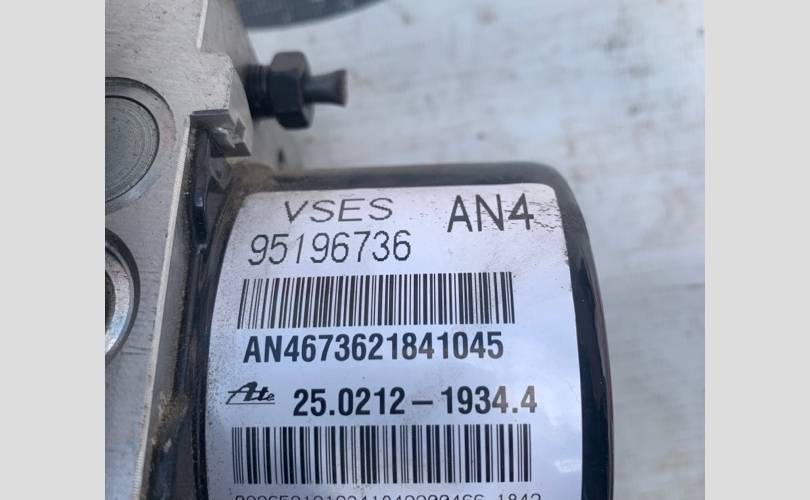 VSES AN4
95196736
AN4673621841045
Ate 25.0212-1934.4